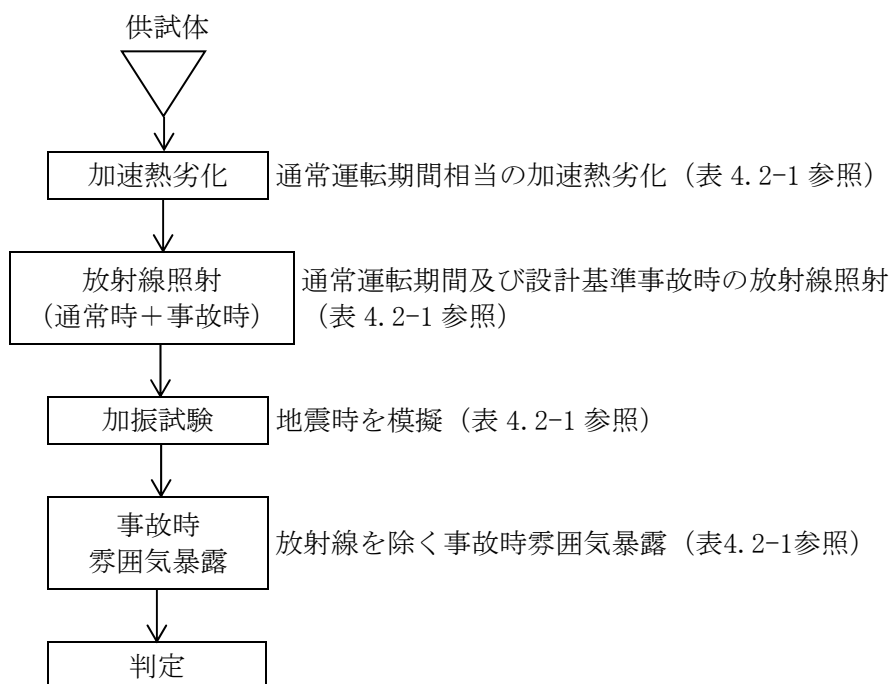 供試体
加速熱劣化
通常運転期間相当の加速熱劣化（表 4.2-1 参照）
放射線照射
（通常時＋事故時）
通常運転期間及び設計基準事故時の放射線照射
（表 4.2-1 参照）
加振試験
地震時を模擬（表 4.2-1 参照）
事故時
雰囲気暴露
放射線を除く事故時雰囲気暴露（表4.2-1参照）
判定